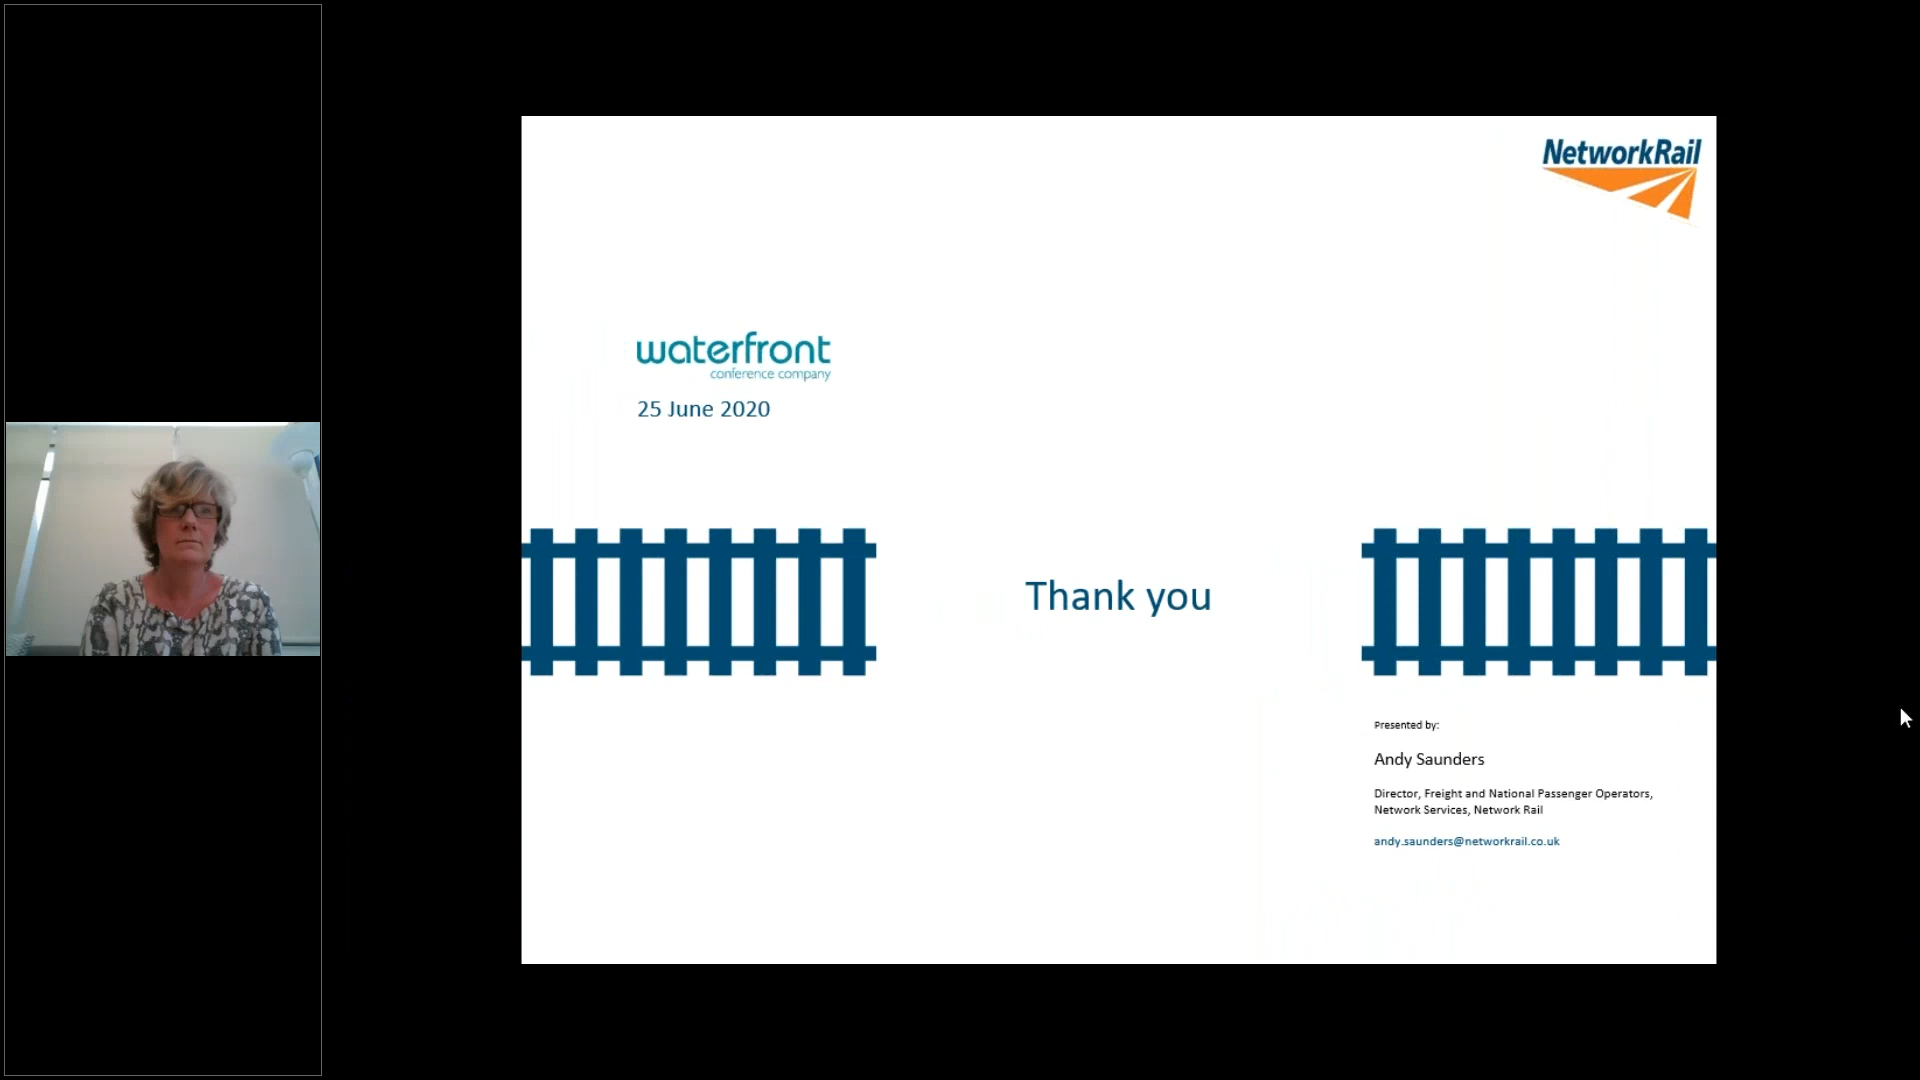 NetworkRail
waterfront
conference company
25 June 2020
Thank you
Presented by:
Andy Saunders
Director, Freight and National Passenger Operators,
Network Services, Network Rail
andy.saunders@networkrail.co.uk